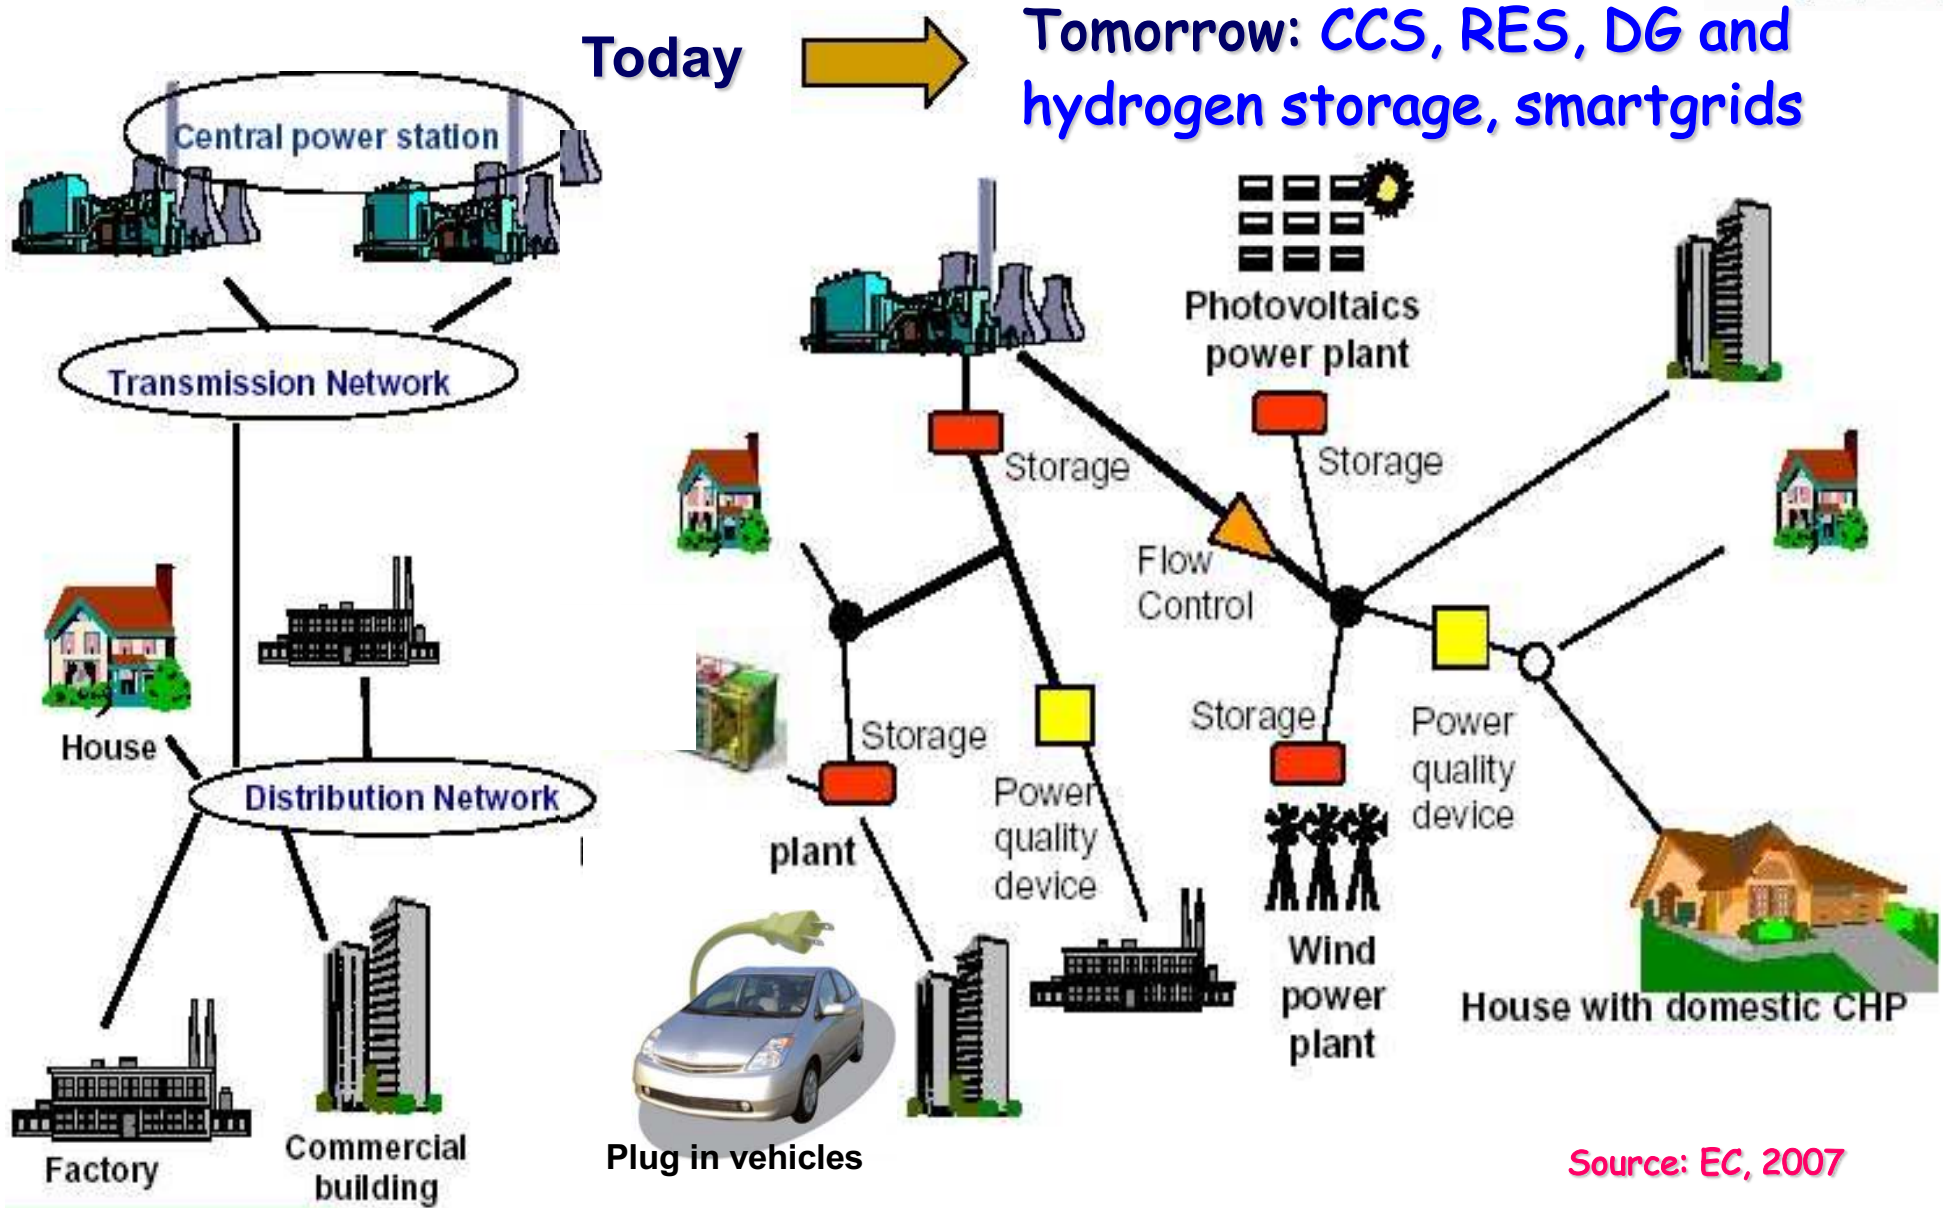 Today
Tomorrow: CCS, RES, DG and
hydrogen storage, smartgrids
Central power station
Transmission Network
House
Distribution Network
Factory
Commercial
building
Photovoltaics
power plant
Storage
Storage
Flow
Control
Storage
Storage
Power
quality
device
Power
quality
device
plant
Wind
power
plant
House with domestic CHP
Plug in vehicles
Source: EC, 2007